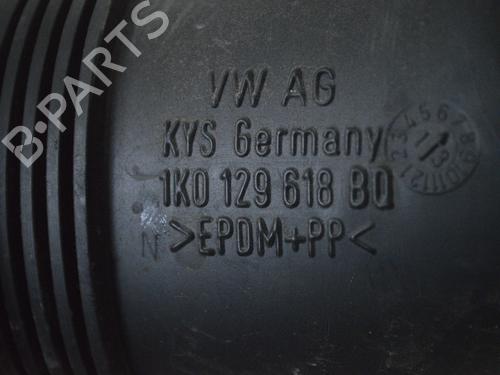 B-PARTS
VW AG
KYS Germany
1K0 129 618 BQ
>EPDM+PP<
N